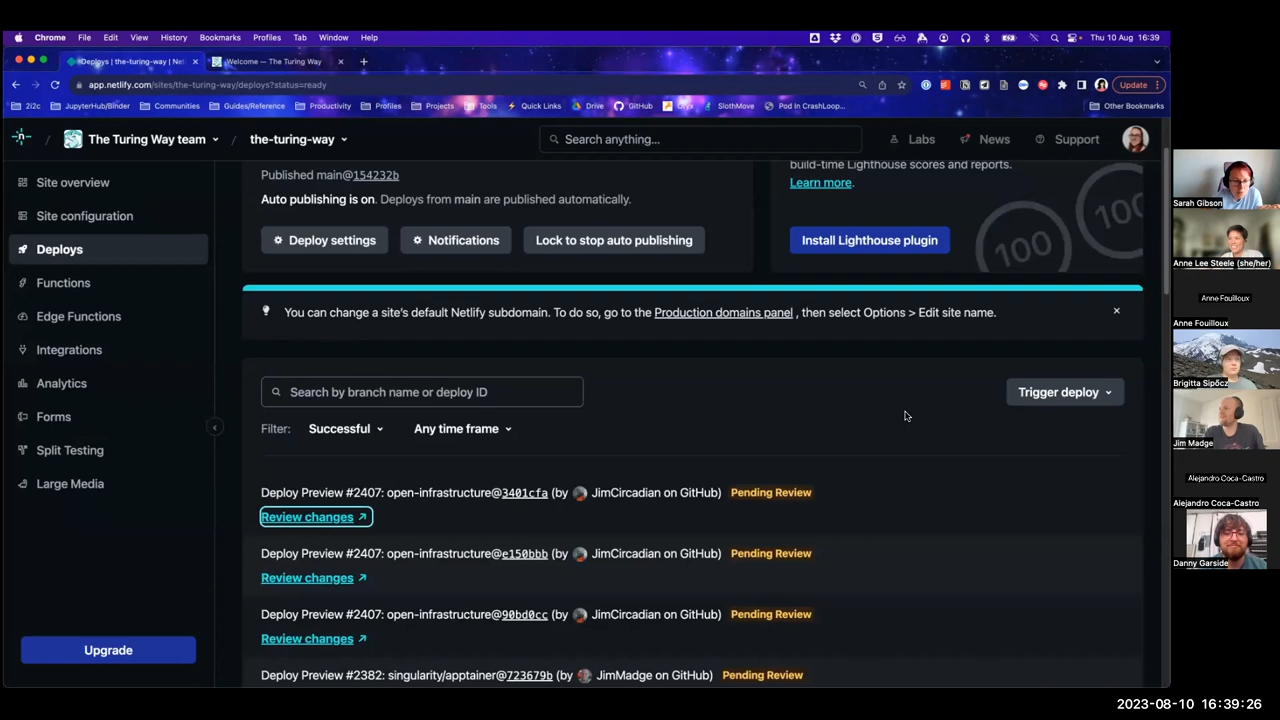 Chrome File Edit View History Bookmarks Profiles Tab Window Help Thu 10 Aug 16:39
Deploys | the-turing-way | Net
Welcome — The Turing Way
app.netlify.com/sites/the-turing-way/deploys?status=ready
Update
2i2c JupyterHub/Binder Communities Guides/Reference Productivity Profiles Projects Tools Quick Links Drive GitHub SlothMove Pod In CrashLoop... Other Bookmarks
/ The Turing Way team / the-turing-way
Search anything...
Labs News Support
Site overview
Site configuration
Deploys
Functions
Edge Functions
Integrations
Analytics
Forms
Split Testing
Large Media
Upgrade
Published main@154232b
Auto publishing is on. Deploys from main are published automatically.
Deploy settings Notifications Lock to stop auto publishing
build-time Lighthouse scores and reports.
Learn more.
100
100
Install Lighthouse plugin
You can change a site's default Netlify subdomain. To do so, go to the Production domains panel , then select Options > Edit site name.
Search by branch name or deploy ID
Trigger deploy
Filter: Successful Any time frame
Deploy Preview #2407: open-infrastructure@3401cfa (by JimCircadian on GitHub) Pending Review
Review changes
Deploy Preview #2407: open-infrastructure@e150bbb (by JimCircadian on GitHub) Pending Review
Review changes
Deploy Preview #2407: open-infrastructure@90bd0cc (by JimCircadian on GitHub) Pending Review
Review changes
Deploy Preview #2382: singularity/apptainer@723679b (by JimMadge on GitHub) Pending Review
Sarah Gibson
Anne Lee Steele (she/her)
Anne Fouilloux
Anne Fouilloux
Brigitta Sipőcz
Jim Madge
Alejandro Coca-Castro
Alejandro Coca-Castro
Danny Garside
2023-08-10 16:39:26